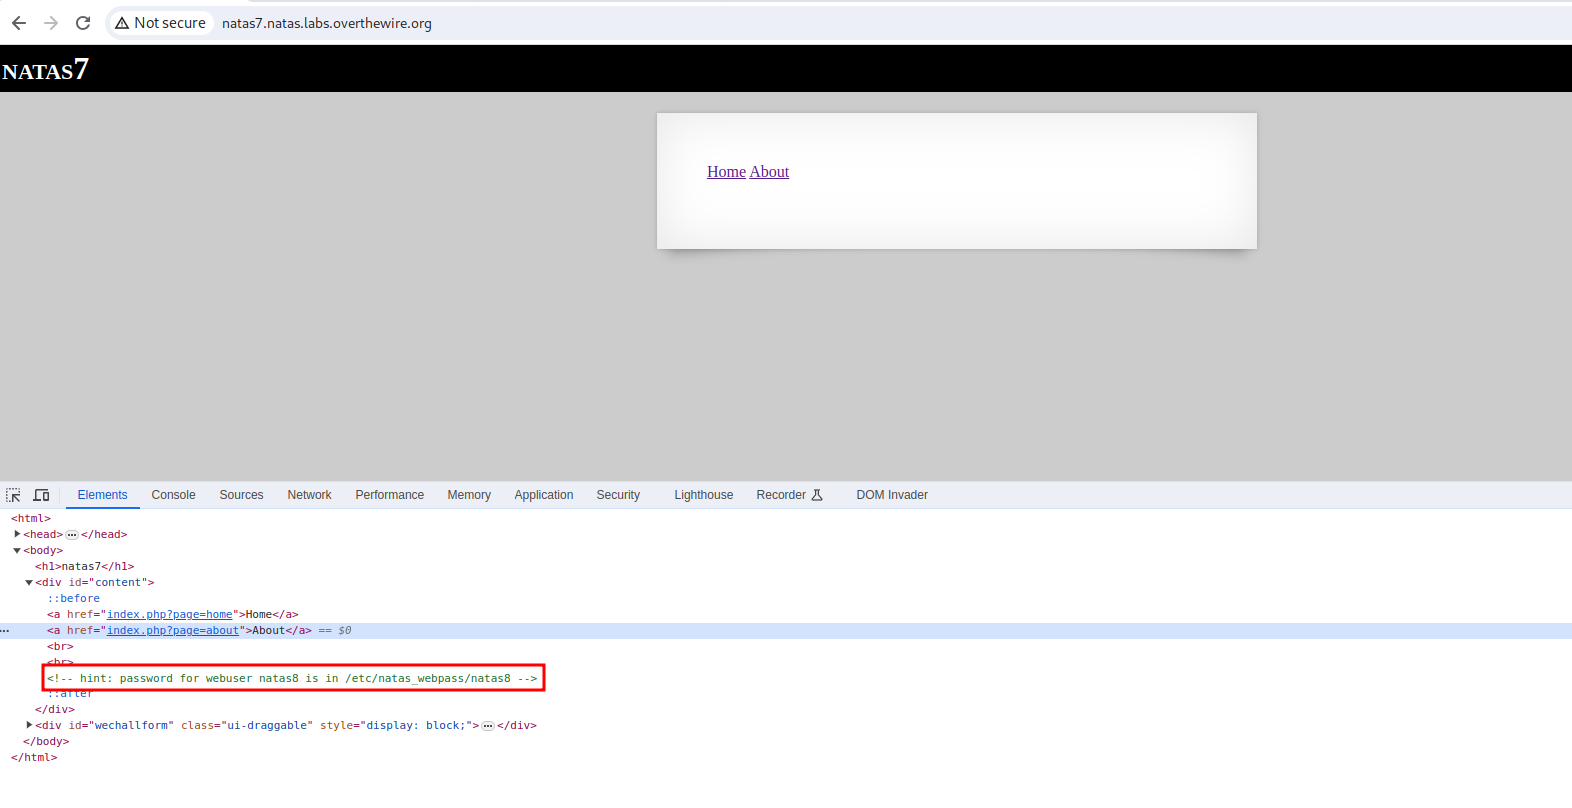 Not secure natas7.natas.labs.overthewire.org
NATAS7
Home About
Elements Console Sources Network Performance Memory Application Security Lighthouse Recorder DOM Invader
<html>
<head> ••• </head>
<body>
<h1>natas7</h1>
<div id="content">
::before
<a href="index.php?page=home">Home</a>
<a href="index.php?page=about">About</a> == $0
<br>
<br>
<!-- hint: password for webuser natas8 is in /etc/natas_webpass/natas8 -->
::after
</div>
<div id="wechallform" class="ui-draggable" style="display: block;"> ••• </div>
</body>
</html>